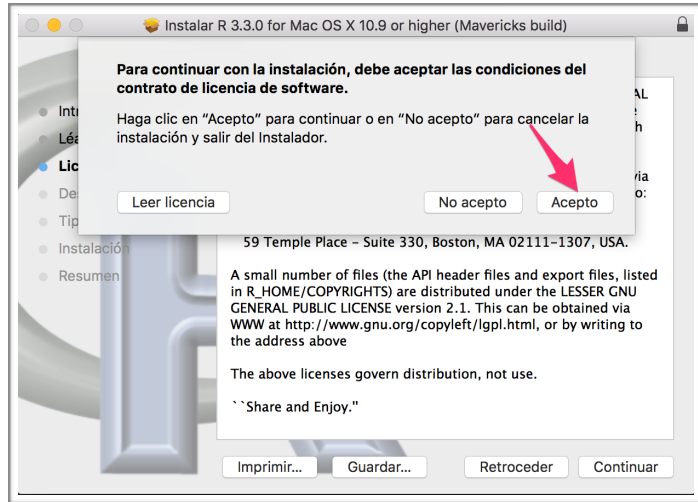 Instalar R 3.3.0 for Mac OS X 10.9 or higher (Mavericks build)
Para continuar con la instalación, debe aceptar las condiciones del
contrato de licencia de software.
Haga clic en “Acepto” para continuar o en “No acepto” para cancelar la
instalación y salir del Instalador.
Leer licencia
No acepto
Acepto
Lic
Tip
Instalación
Resumen
59 Temple Place – Suite 330, Boston, MA 02111–1307, USA.
A small number of files (the API header files and export files, listed
in R_HOME/COPYRIGHTS) are distributed under the LESSER GNU
GENERAL PUBLIC LICENSE version 2.1. This can be obtained via
WWW at http://www.gnu.org/copyleft/lgpl.html, or by writing to
the address above
The above licenses govern distribution, not use.
``Share and Enjoy.''
Imprimir...
Guardar...
Retroceder
Continuar